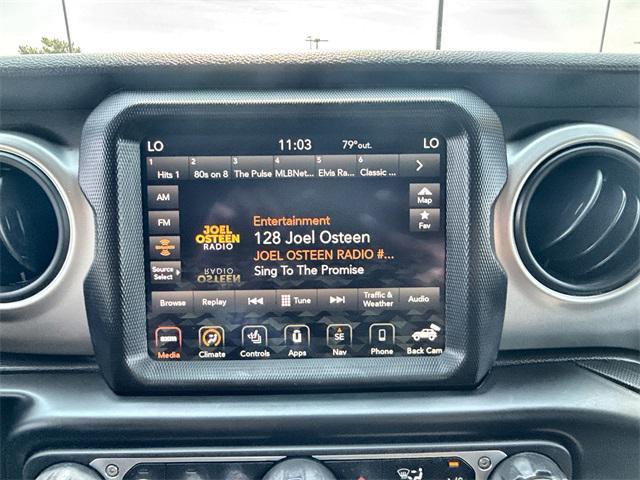 LO 11:03 79°out. LO
1 2 3 4 5 6
Hits 1 80s on 8 The Pulse MLBNet... Elvis Ra... Classic ...
AM
FM
Source
Select
JOEL
OSTEEN
RADIO
Entertainment
128 Joel Osteen
JOEL OSTEEN RADIO #...
Sing To The Promise
Map
Fav
Browse Replay Tune Traffic &
Weather Audio
Media Climate Controls Apps SE
Nav Phone Back Cam